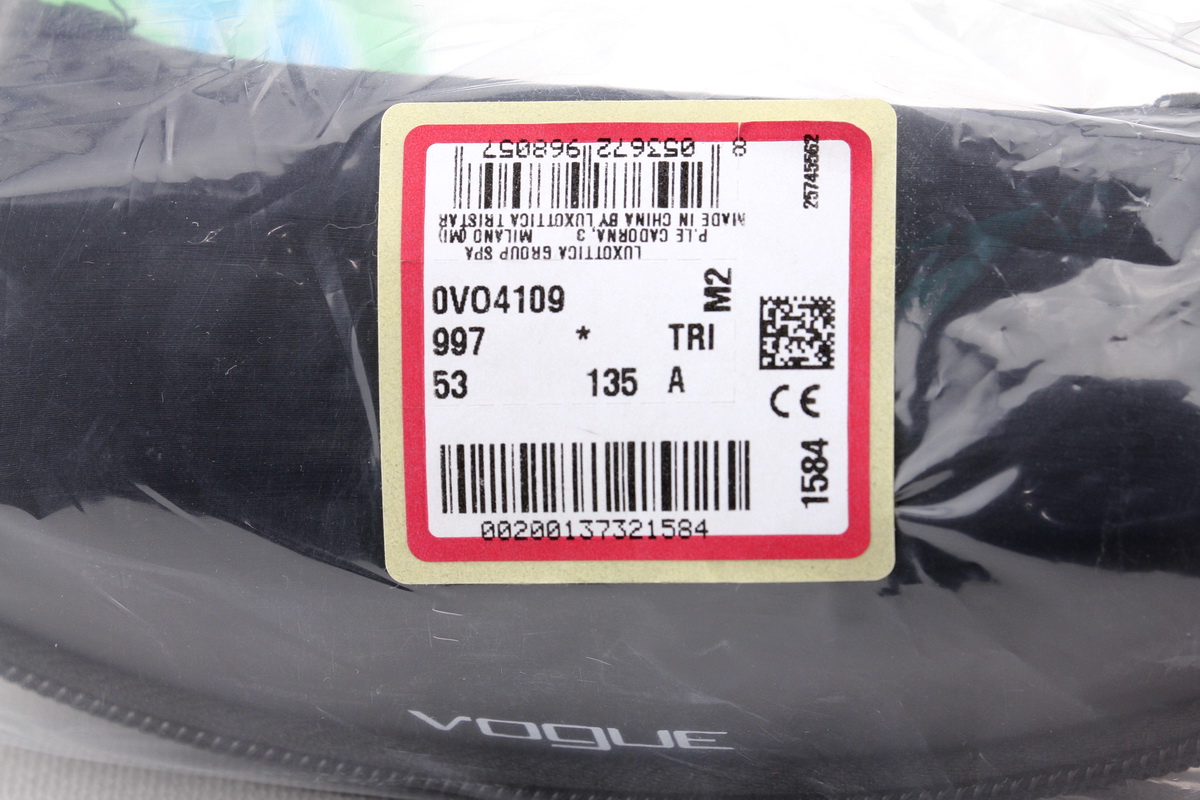 8 053672 968057
25745562
MADE IN CHINA BY LUXOTTICA TRISTAR
P.LE CADORNA, 3 MILANO (MI)
LUXOTTICA GROUP SPA
0VO4109
M2
997 * TRI
53 135 A
CE
1584
00200137321584
VOGUE